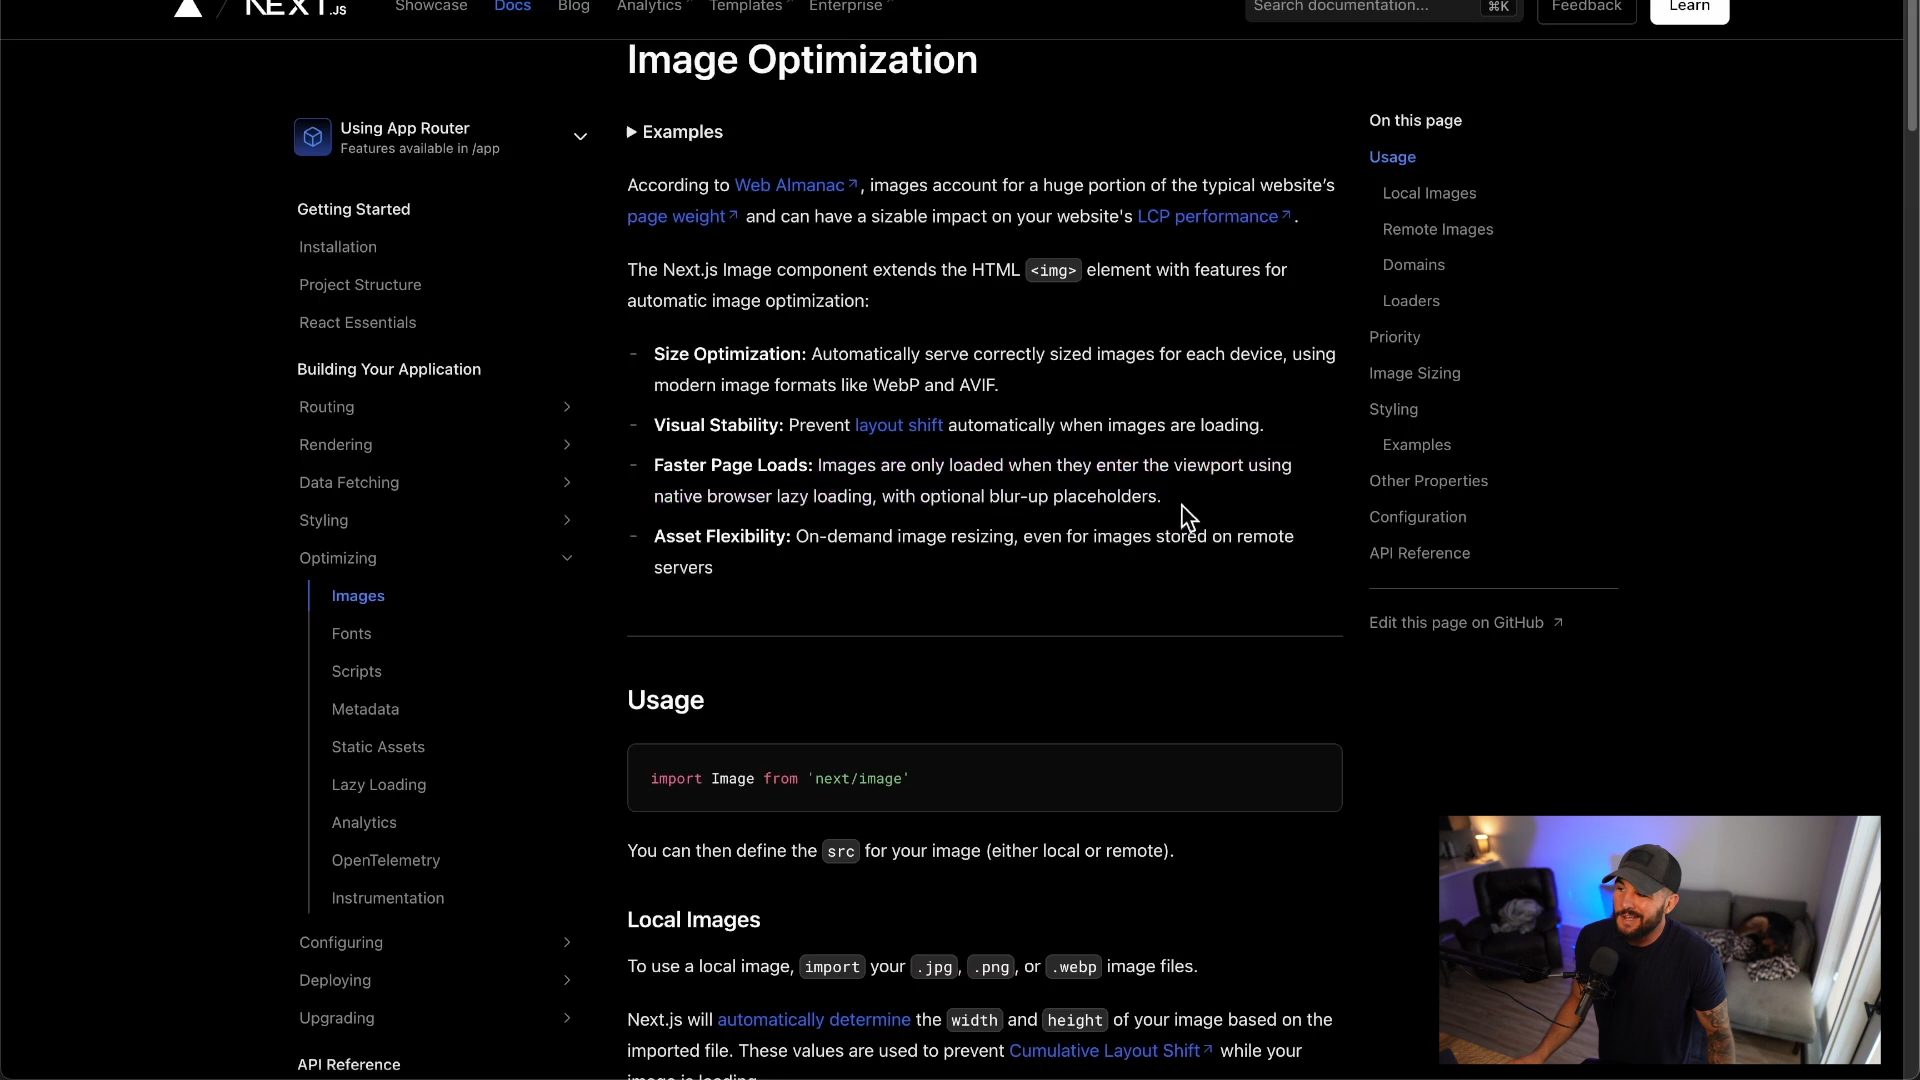 NEXT.JS
Showcase
Docs
Blog
Analytics
Templates
Enterprise
Search documentation...
⌘K
Feedback
Learn
Using App Router
Features available in /app
Getting Started
Installation
Project Structure
React Essentials
Building Your Application
Routing
Rendering
Data Fetching
Styling
Optimizing
Images
Fonts
Scripts
Metadata
Static Assets
Lazy Loading
Analytics
OpenTelemetry
Instrumentation
Configuring
Deploying
Upgrading
API Reference
Image Optimization
Examples
According to Web Almanac, images account for a huge portion of the typical website’s
page weight and can have a sizable impact on your website's LCP performance.
The Next.js Image component extends the HTML <img> element with features for
automatic image optimization:
- Size Optimization: Automatically serve correctly sized images for each device, using
modern image formats like WebP and AVIF.
- Visual Stability: Prevent layout shift automatically when images are loading.
- Faster Page Loads: Images are only loaded when they enter the viewport using
native browser lazy loading, with optional blur-up placeholders.
- Asset Flexibility: On-demand image resizing, even for images stored on remote
servers
Usage
import Image from 'next/image'
You can then define the src for your image (either local or remote).
Local Images
To use a local image, import your .jpg, .png, or .webp image files.
Next.js will automatically determine the width and height of your image based on the
imported file. These values are used to prevent Cumulative Layout Shift while your
image is loading.
On this page
Usage
Local Images
Remote Images
Domains
Loaders
Priority
Image Sizing
Styling
Examples
Other Properties
Configuration
API Reference
Edit this page on GitHub